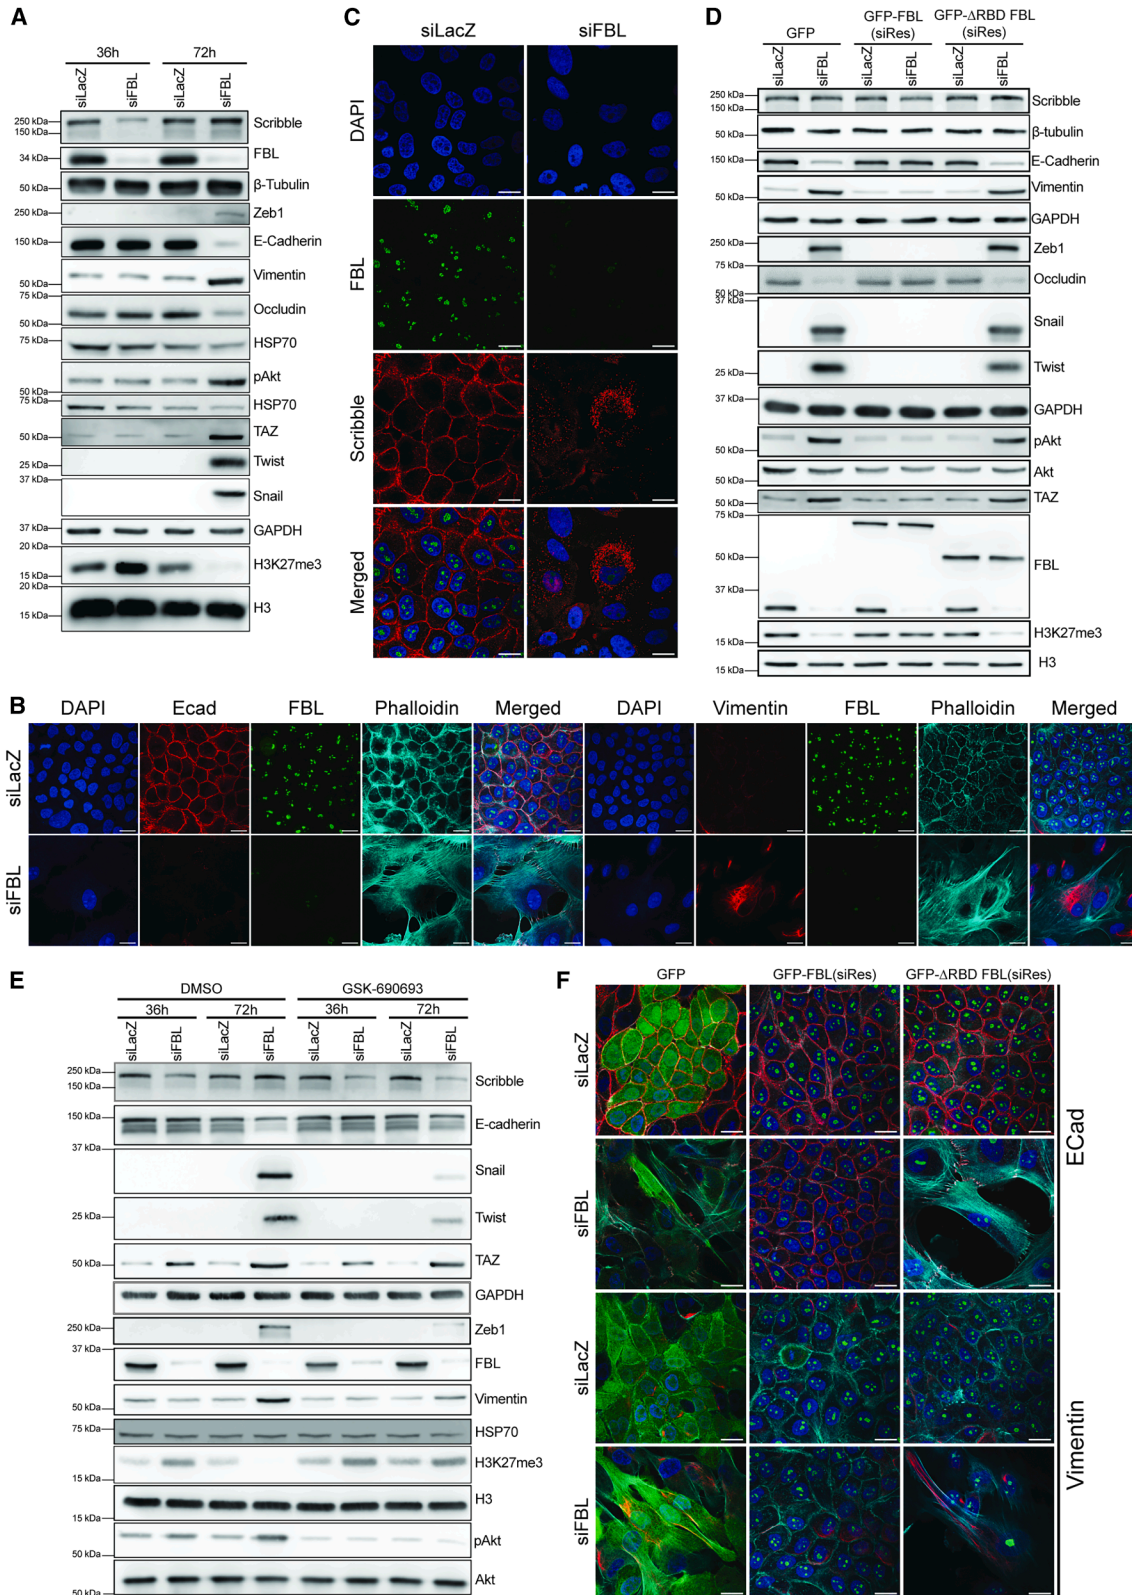 A
36h 72h
siLacZ siFBL siLacZ siFBL
250 kDa
150 kDa
Scribble
34 kDa
FBL
50 kDa
β-Tubulin
250 kDa
Zeb1
150 kDa
E-Cadherin
50 kDa
Vimentin
75 kDa
50 kDa
Occludin
75 kDa
HSP70
50 kDa
pAkt
75 kDa
HSP70
50 kDa
TAZ
25 kDa
Twist
37 kDa
Snail
37 kDa
GAPDH
20 kDa
15 kDa
H3K27me3
20 kDa
15 kDa
H3
C
siLacZ siFBL
DAPI
FBL
Scribble
Merged
D
GFP GFP-FBL (siRes) GFP-ΔRBD FBL (siRes)
siLacZ siFBL siLacZ siFBL siLacZ siFBL
250 kDa
150 kDa
Scribble
50 kDa
β-tubulin
150 kDa
E-Cadherin
50 kDa
Vimentin
37 kDa
GAPDH
250 kDa
Zeb1
75 kDa
50 kDa
Occludin
37 kDa
Snail
25 kDa
Twist
37 kDa
GAPDH
50 kDa
pAkt
50 kDa
Akt
50 kDa
TAZ
75 kDa
50 kDa
37 kDa
FBL
15 kDa
H3K27me3
15 kDa
H3
B
DAPI Ecad FBL Phalloidin Merged DAPI Vimentin FBL Phalloidin Merged
siLacZ
siFBL
E
DMSO GSK-690693
36h 72h 36h 72h
siLacZ siFBL siLacZ siFBL siLacZ siFBL siLacZ siFBL
250 kDa
150 kDa
Scribble
150 kDa
E-cadherin
37 kDa
Snail
25 kDa
Twist
50 kDa
TAZ
GAPDH
250 kDa
Zeb1
37 kDa
FBL
50 kDa
Vimentin
75 kDa
HSP70
15 kDa
H3K27me3
15 kDa
H3
50 kDa
pAkt
50 kDa
Akt
F
GFP GFP-FBL(siRes) GFP-ΔRBD FBL(siRes)
siLacZ
siFBL
ECad
siLacZ
siFBL
Vimentin